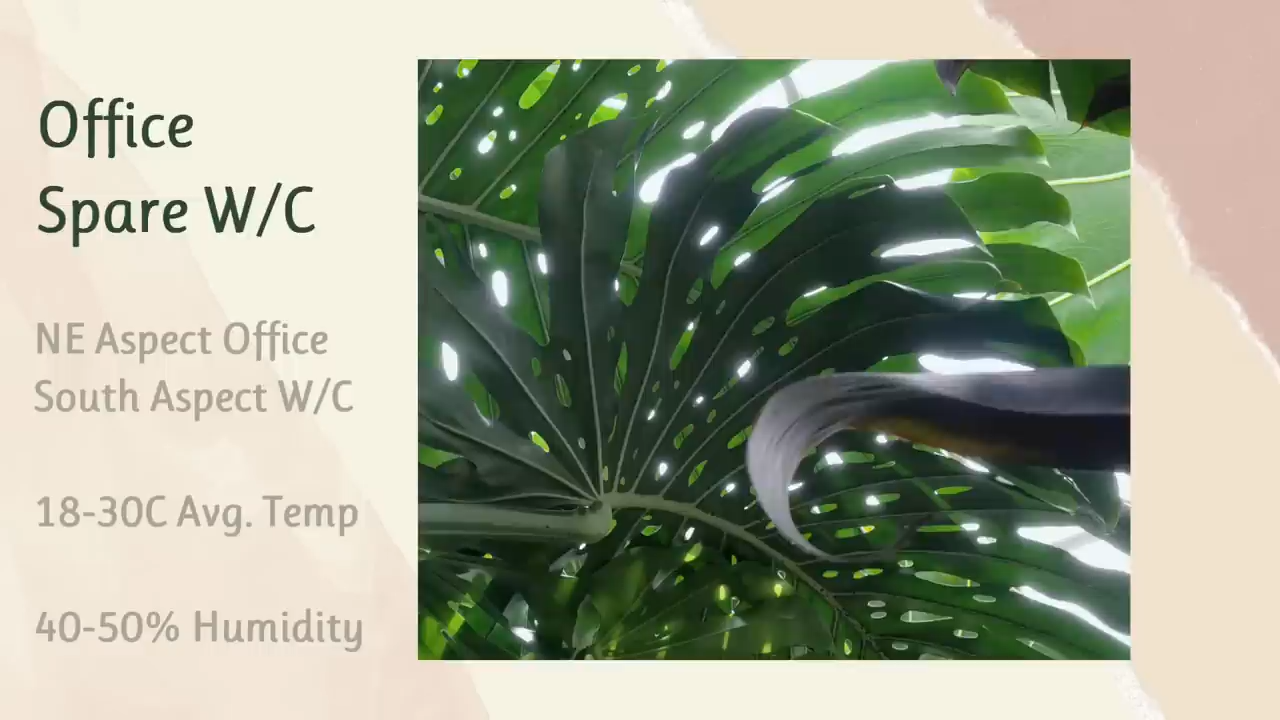 Office
Spare W/C
NE Aspect Office
South Aspect W/C
18-30C Avg. Temp
40-50% Humidity